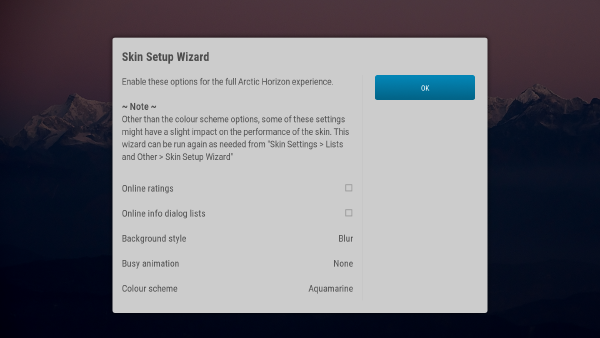 Skin Setup Wizard
Enable these options for the full Arctic Horizon experience.
OK
~ Note ~
Other than the colour scheme options, some of these settings
might have a slight impact on the performance of the skin. This
wizard can be run again as needed from "Skin Settings > Lists
and Other > Skin Setup Wizard"
Online ratings
Online info dialog lists
Background style Blur
Busy animation None
Colour scheme Aquamarine